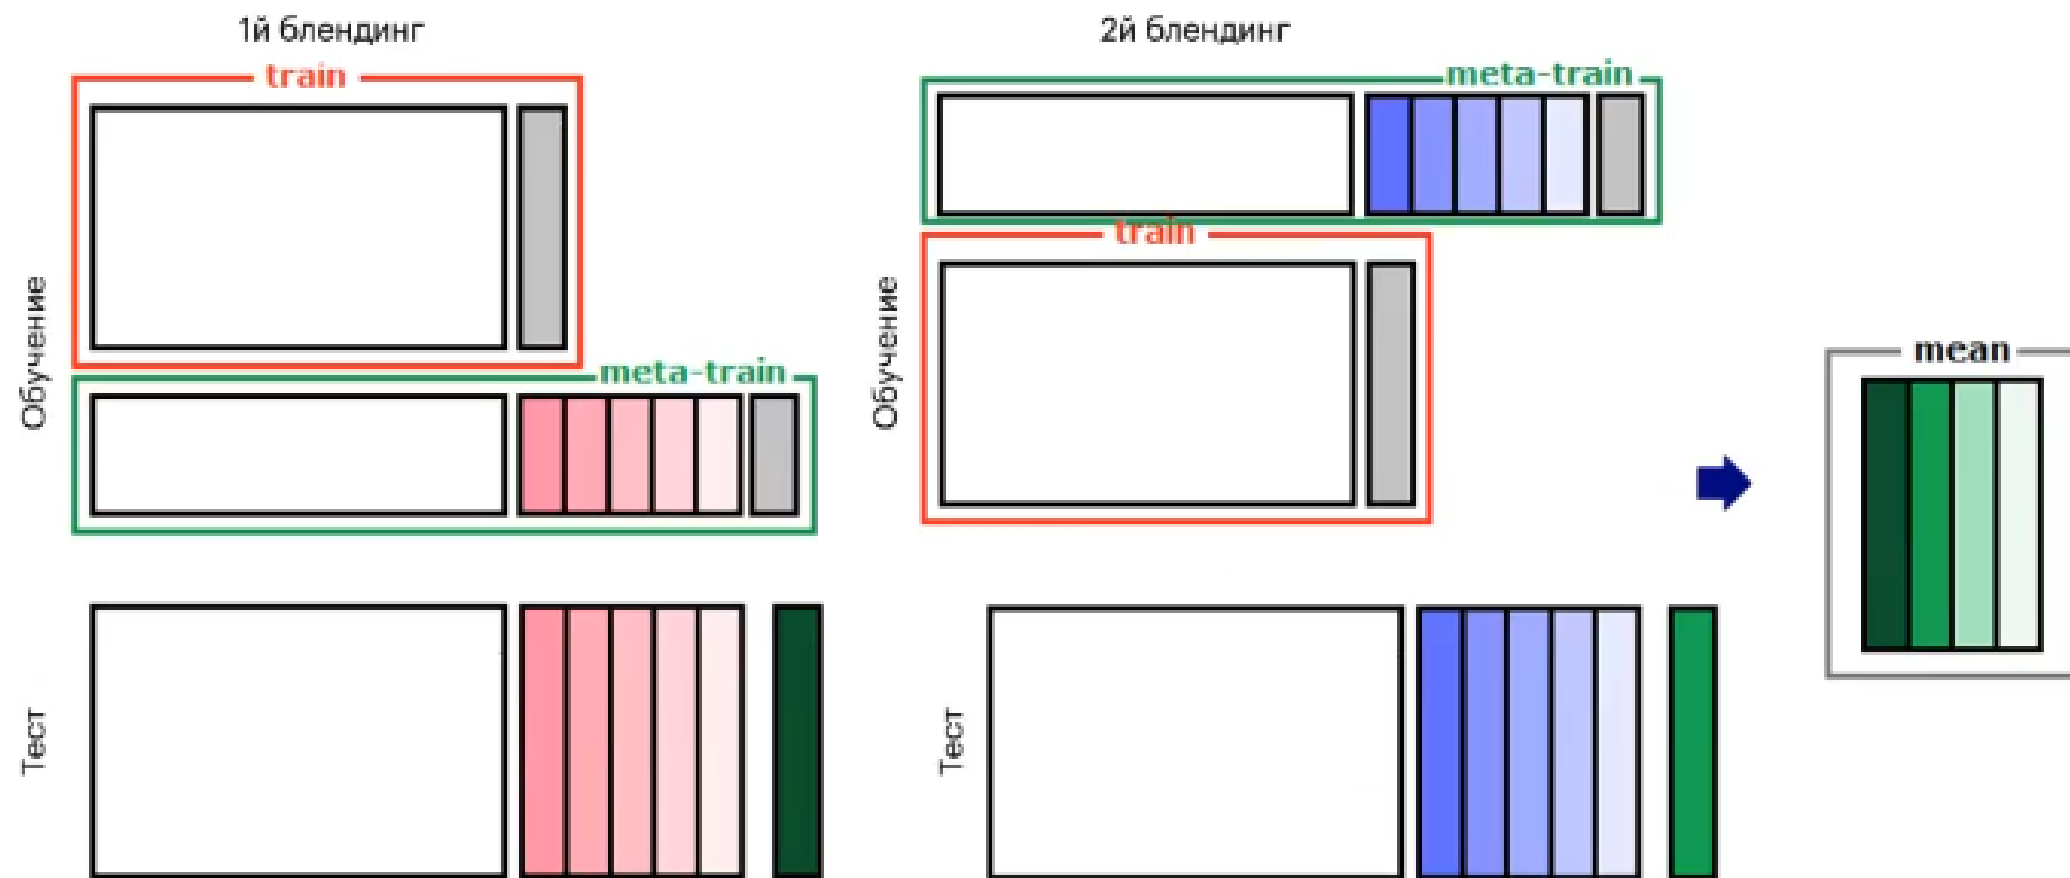 1й блендинг
train
Обучение
meta-train
Тест
2й блендинг
meta-train
train
Обучение
Тест
mean